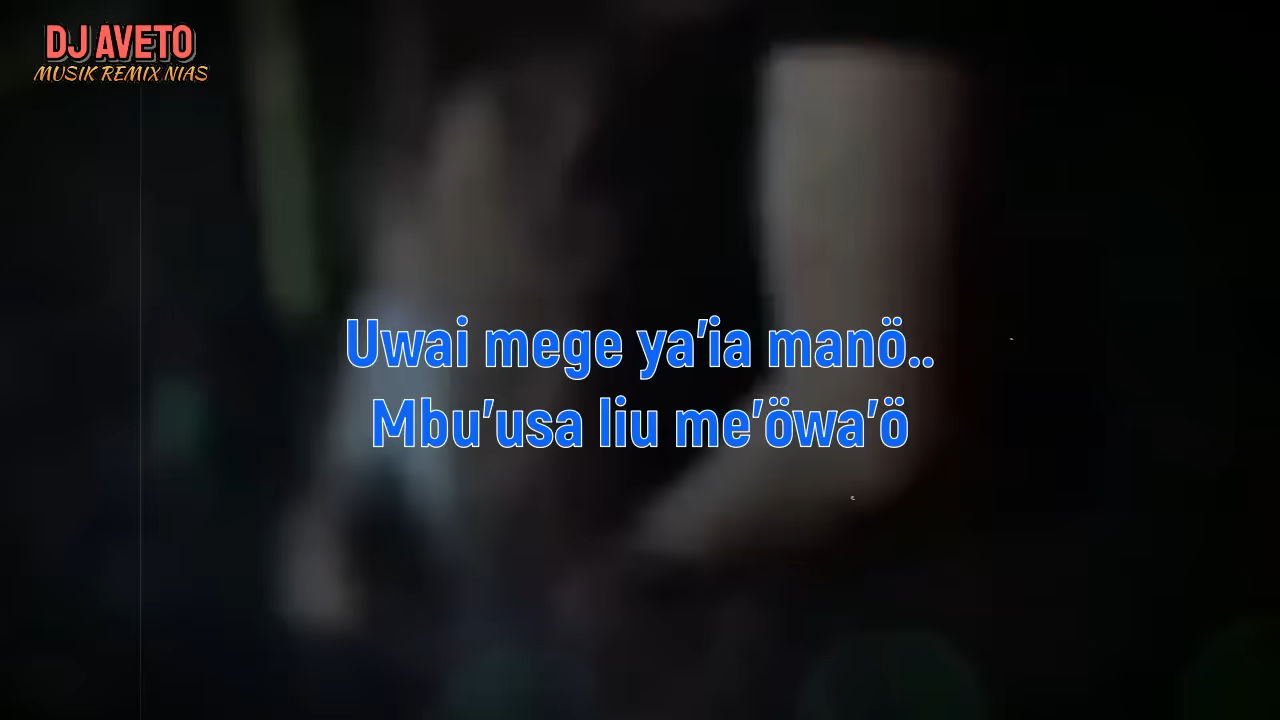 DJ AVETO
MUSIK REMIX NIAS
Uwai mege ya'ia manö..
Mbu'usa liu me'öwa'ö